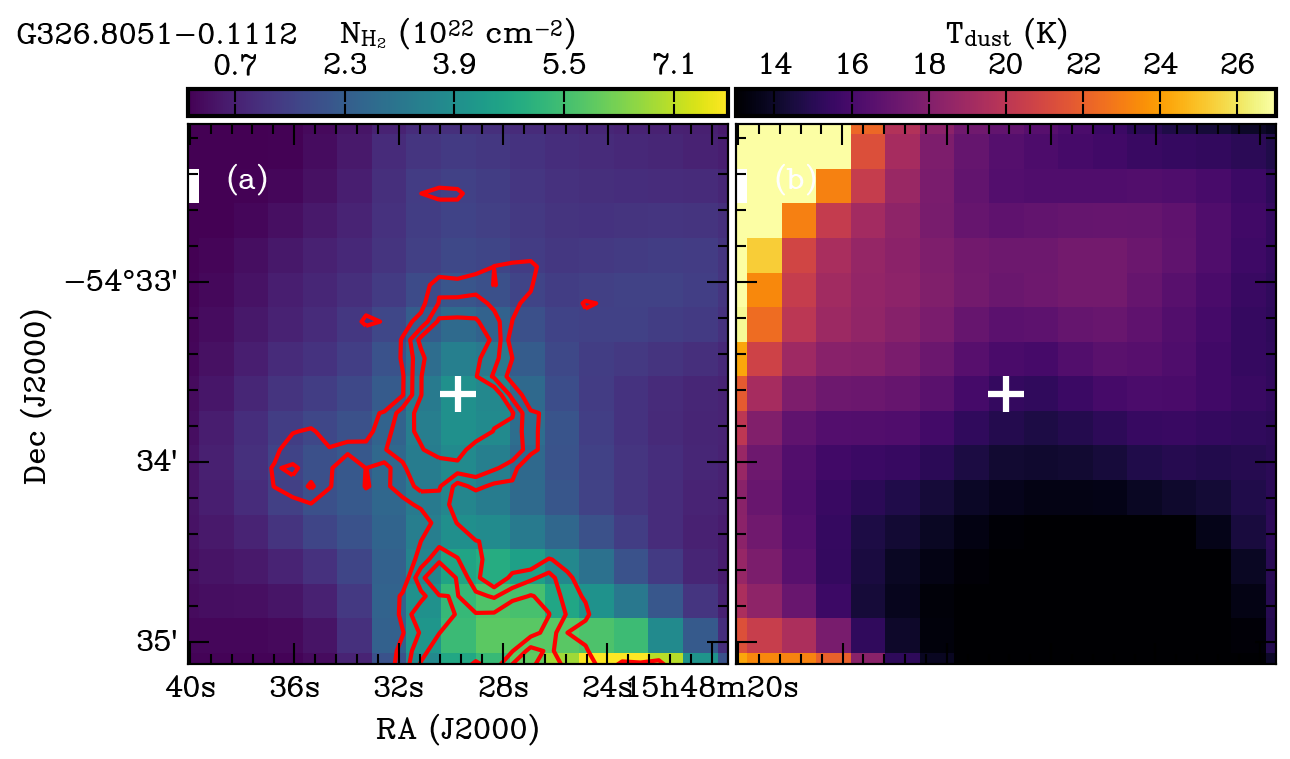 G326.8051−0.1112 N_H₂ (10²² cm⁻²) T_dust (K)
0.7 2.3 3.9 5.5 7.1 14 16 18 20 22 24 26
(a) (b)
−54°33'
34'
35'
Dec (J2000)
40s 36s 32s 28s 24s 15h48m20s
RA (J2000)